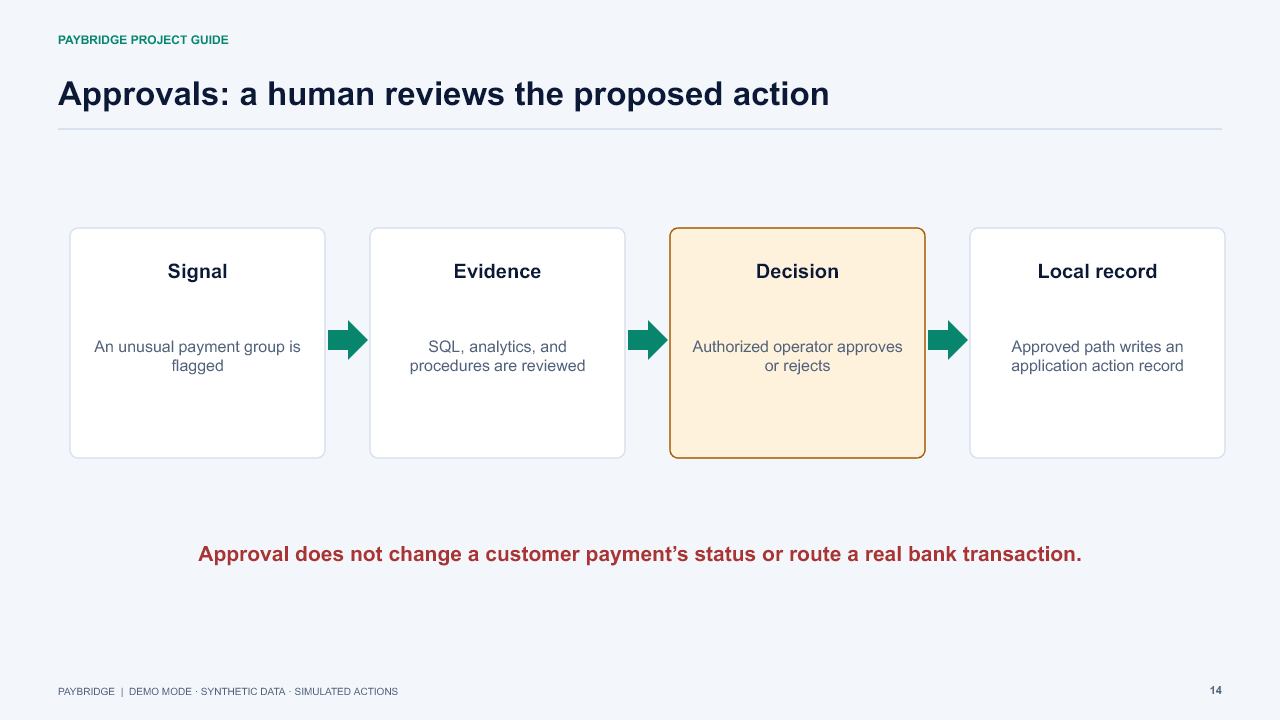 PAYBRIDGE PROJECT GUIDE
Approvals: a human reviews the proposed action
Signal
An unusual payment group is
flagged
Evidence
SQL, analytics, and
procedures are reviewed
Decision
Authorized operator approves
or rejects
Local record
Approved path writes an
application action record
Approval does not change a customer payment’s status or route a real bank transaction.
PAYBRIDGE | DEMO MODE · SYNTHETIC DATA · SIMULATED ACTIONS
14